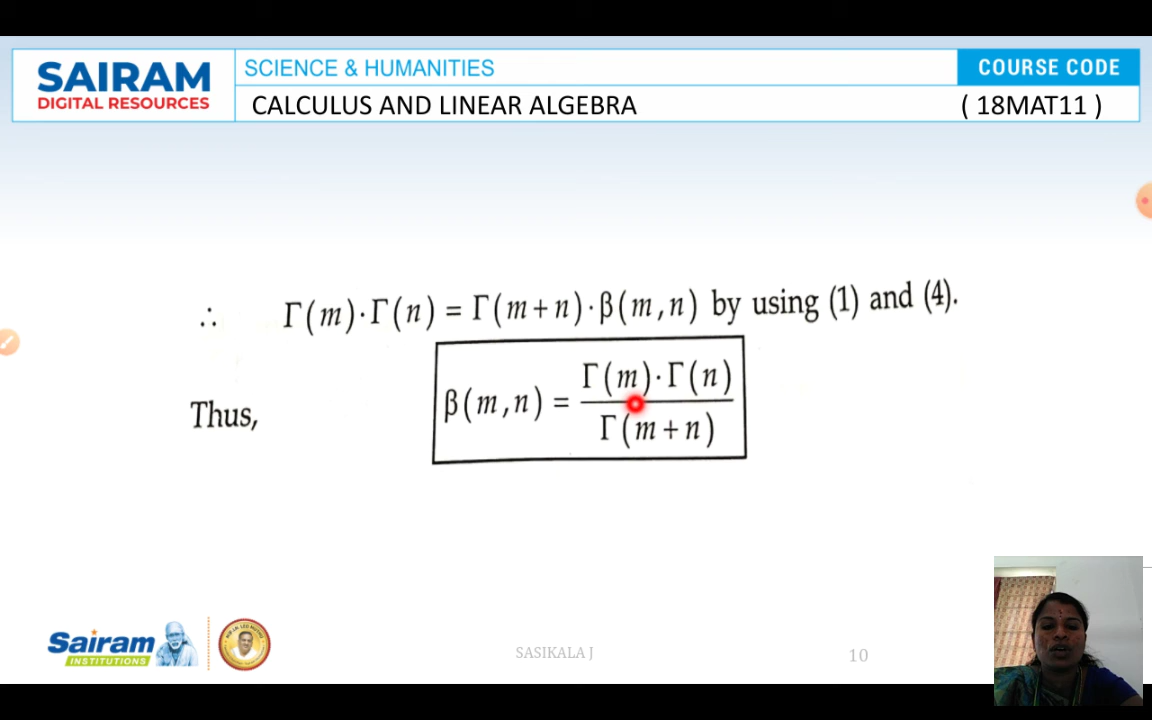 SAIRAM
DIGITAL RESOURCES
SCIENCE & HUMANITIES
COURSE CODE
CALCULUS AND LINEAR ALGEBRA
( 18MAT11 )
∴ Γ(m)·Γ(n) = Γ(m+n)·β(m,n) by using (1) and (4).
Thus, β(m,n) = Γ(m)·Γ(n) / Γ(m+n)
Sairam
INSTITUTIONS
SASIKALA J
10